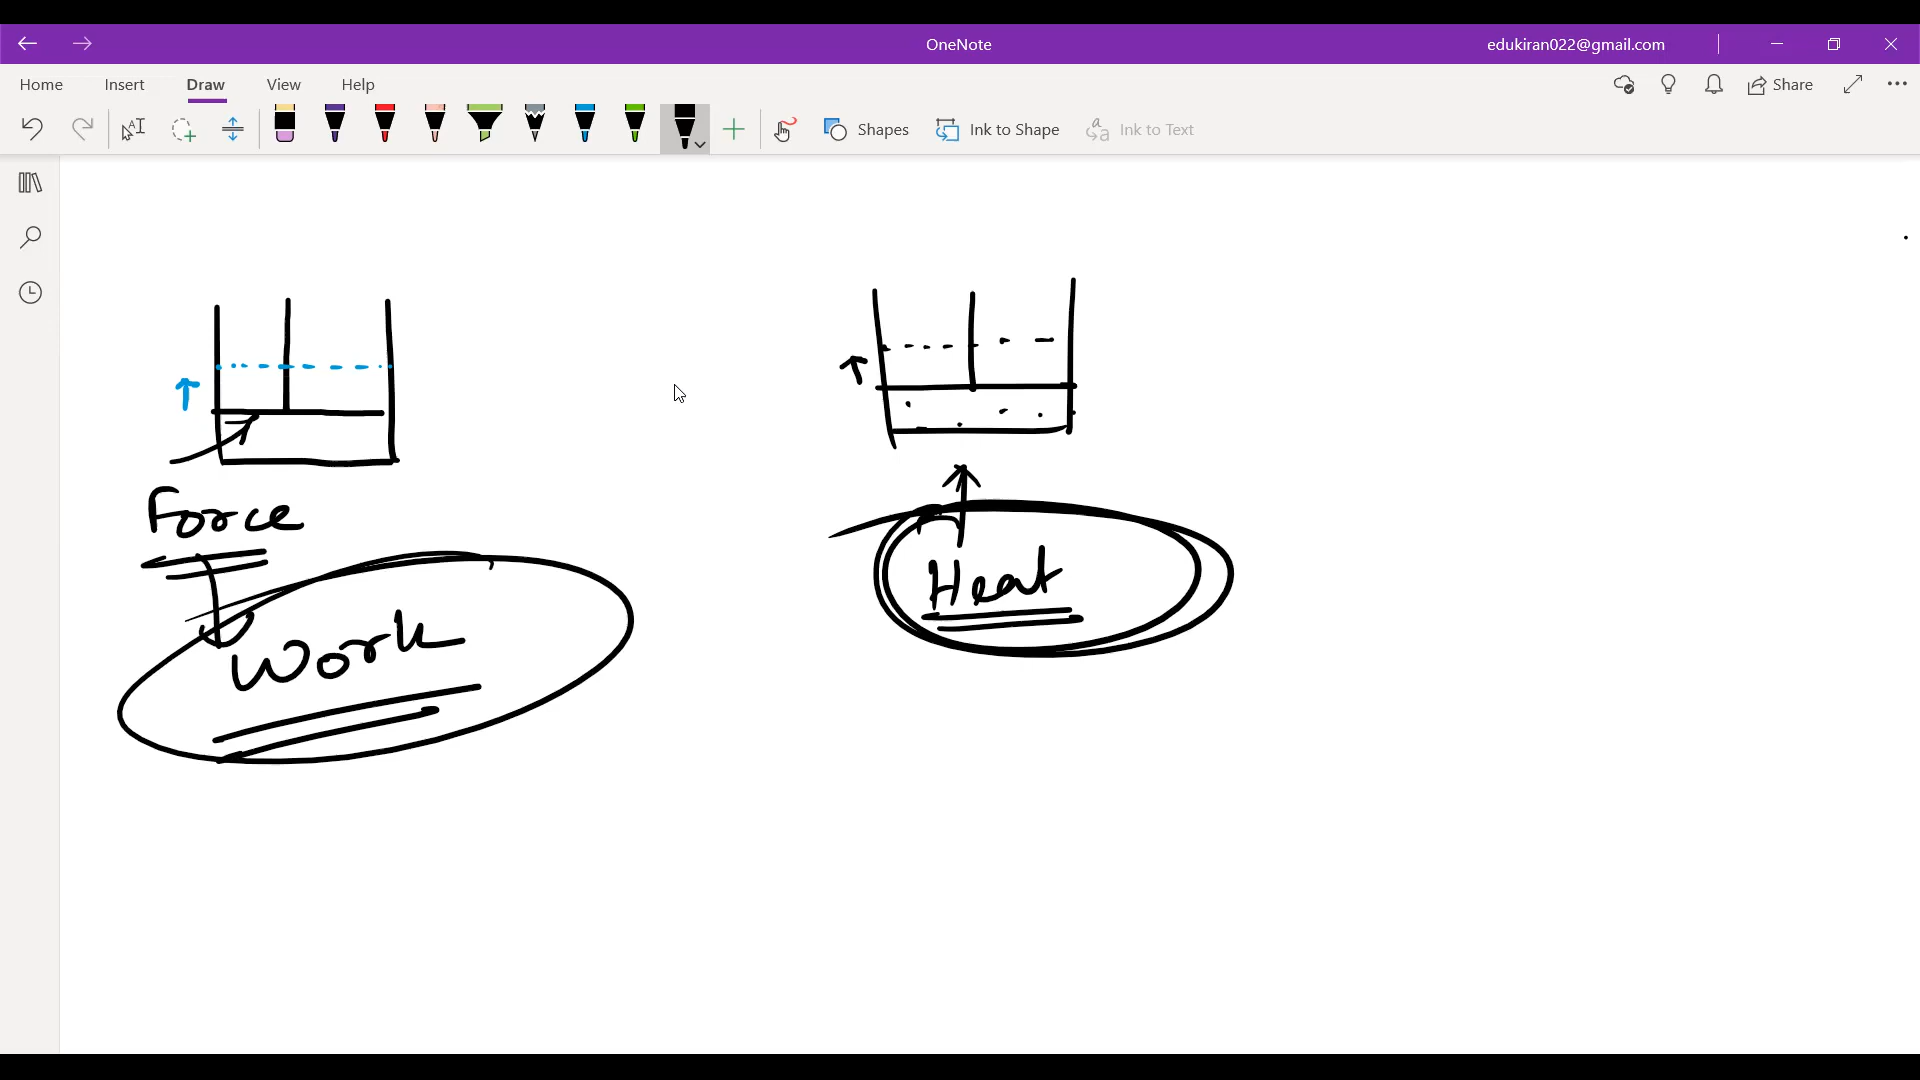 OneNote
edukiran022@gmail.com
Home Insert Draw View Help
Share
Shapes Ink to Shape Ink to Text
Force
Work
Heat